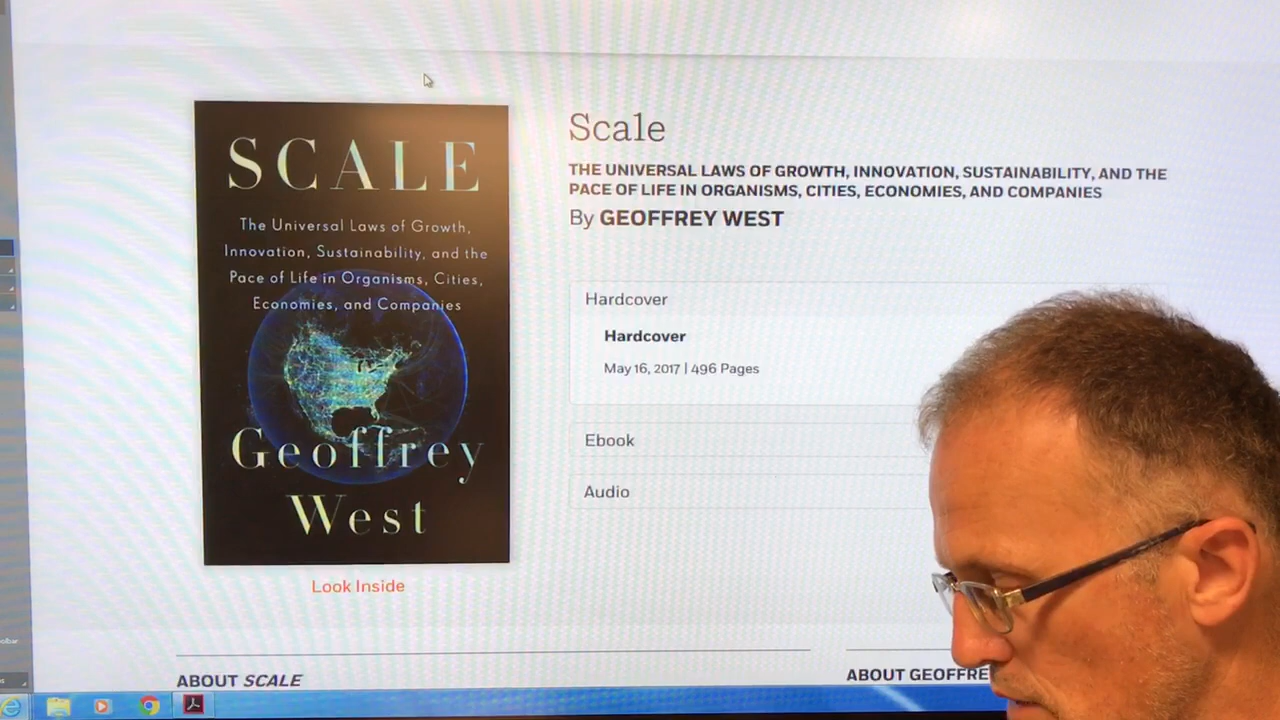 SCALE
The Universal Laws of Growth,
Innovation, Sustainability, and the
Pace of Life in Organisms, Cities,
Economies, and Companies
Geoffrey
West
Look Inside
Scale
THE UNIVERSAL LAWS OF GROWTH, INNOVATION, SUSTAINABILITY, AND THE
PACE OF LIFE IN ORGANISMS, CITIES, ECONOMIES, AND COMPANIES
By GEOFFREY WEST
Hardcover
Hardcover
May 16, 2017 | 496 Pages
Ebook
Audio
ABOUT SCALE
ABOUT GEOFFRE